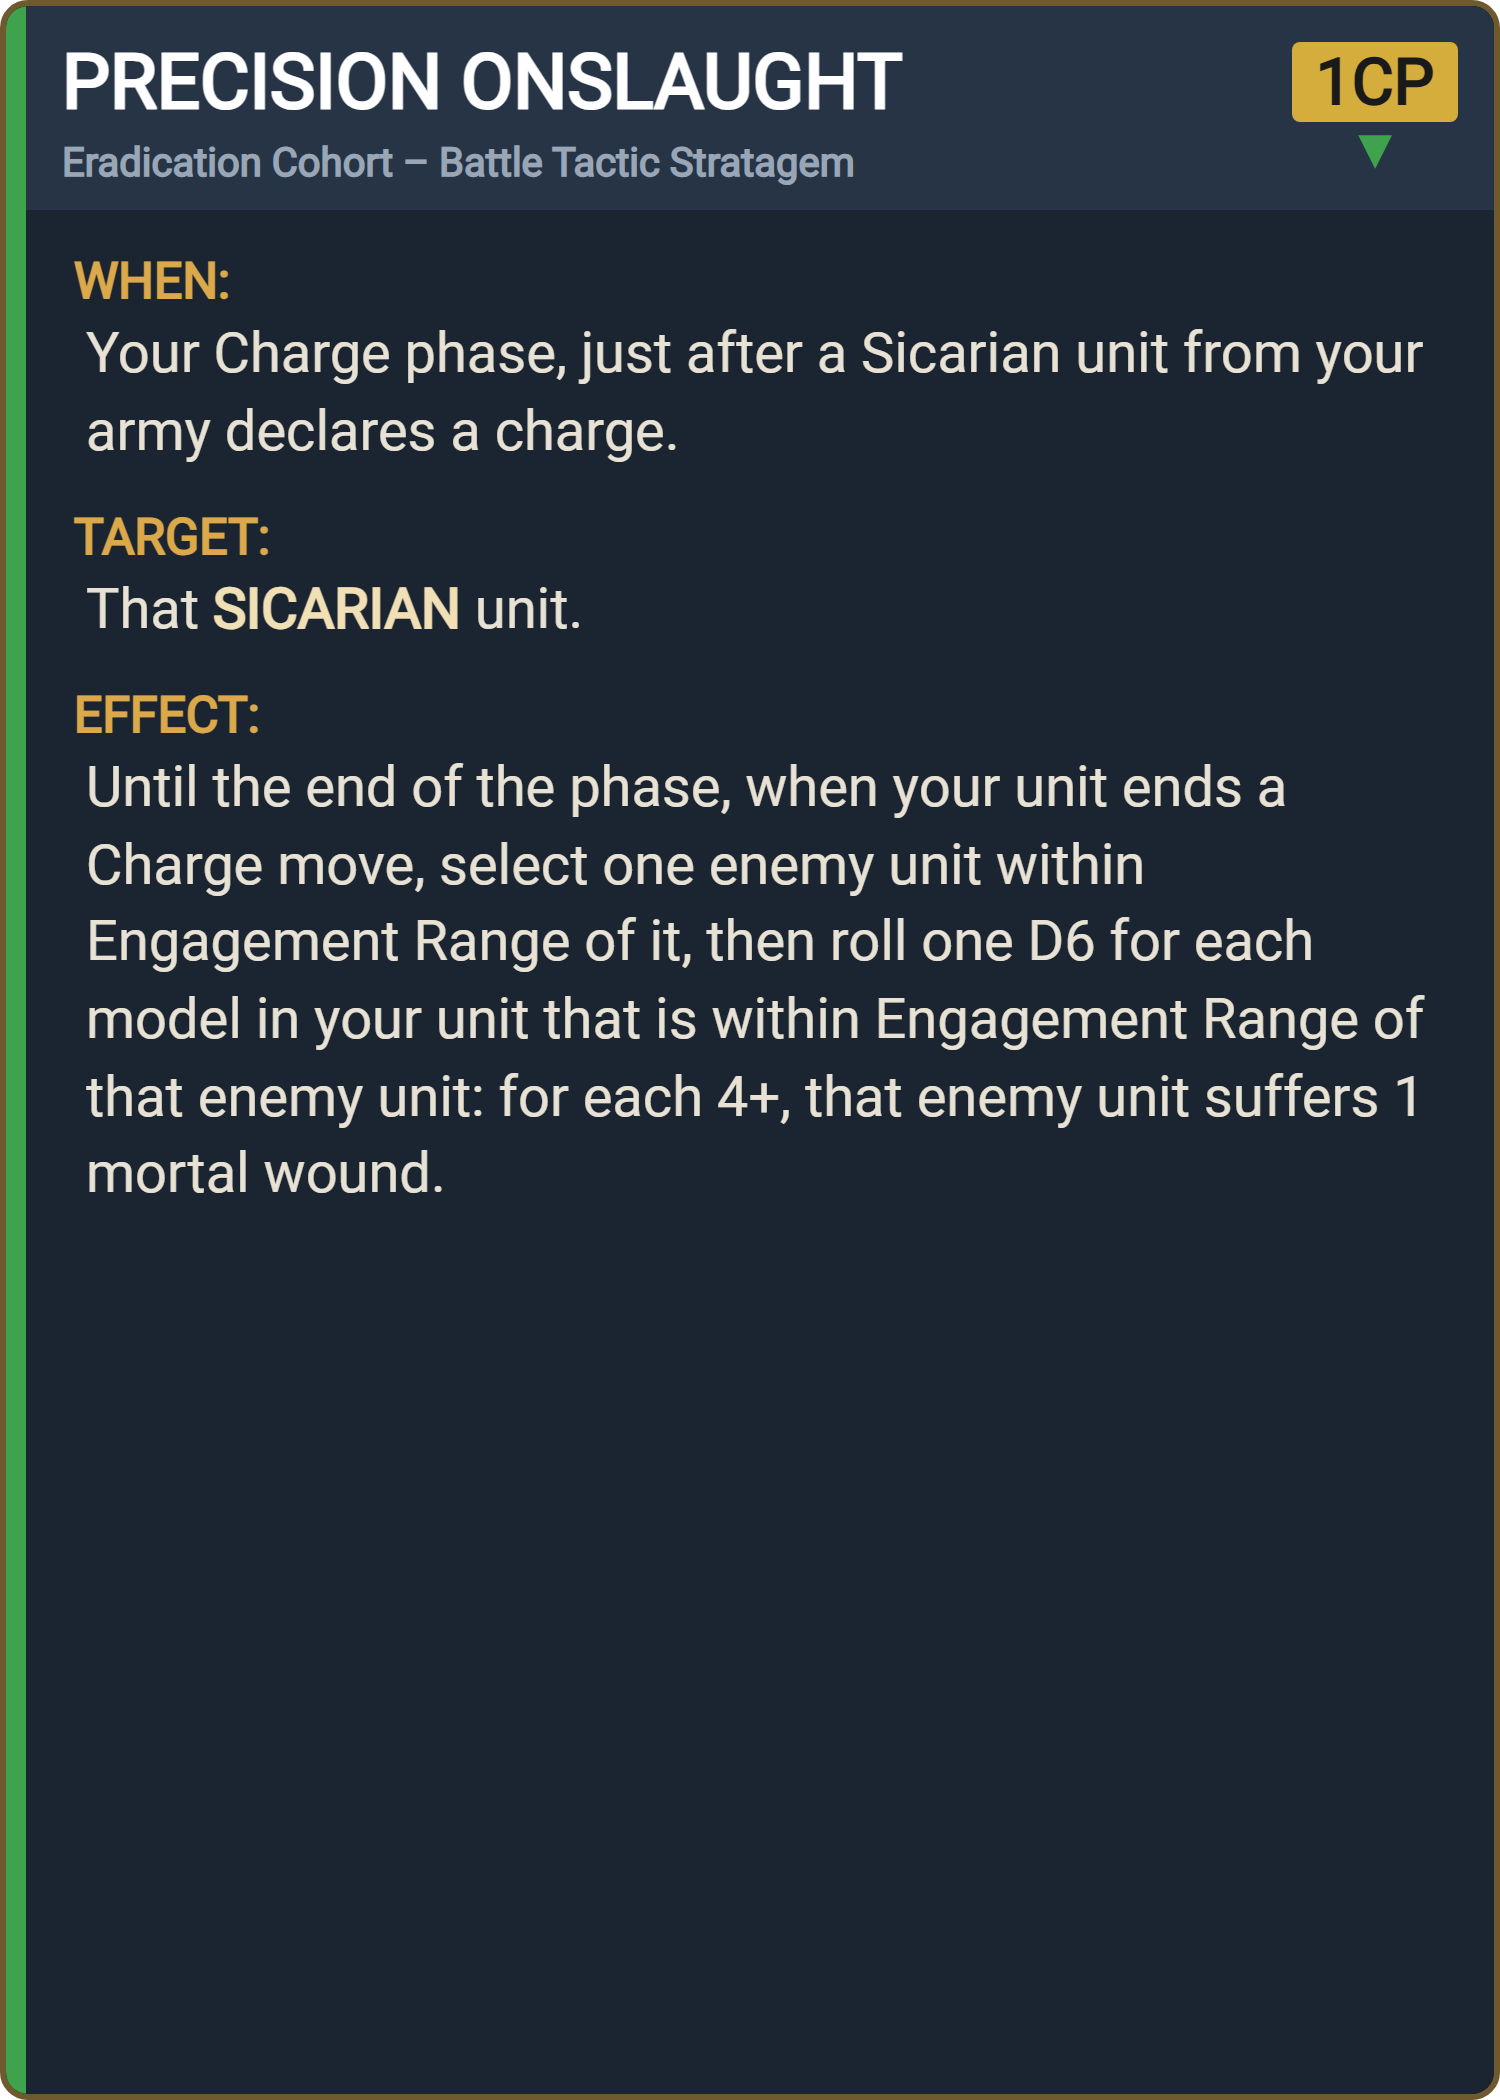 PRECISION ONSLAUGHT
1CP
Eradication Cohort – Battle Tactic Stratagem
WHEN:
Your Charge phase, just after a Sicarian unit from your
army declares a charge.
TARGET:
That SICARIAN unit.
EFFECT:
Until the end of the phase, when your unit ends a
Charge move, select one enemy unit within
Engagement Range of it, then roll one D6 for each
model in your unit that is within Engagement Range of
that enemy unit: for each 4+, that enemy unit suffers 1
mortal wound.